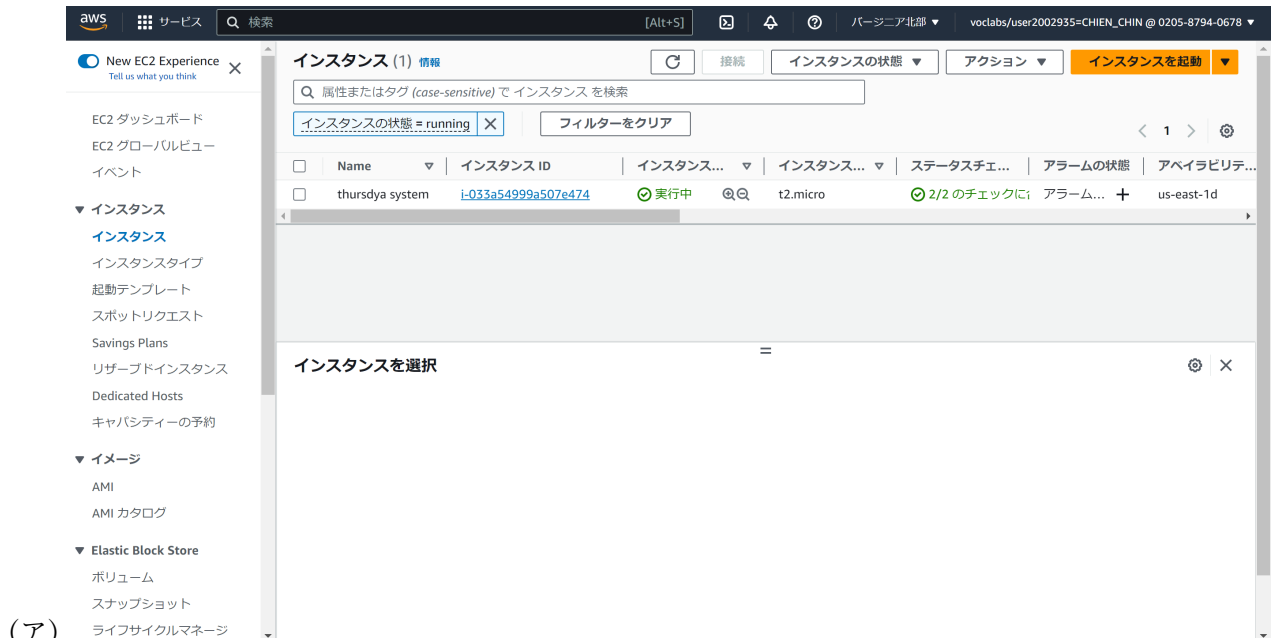 aws サービス 検索 [Alt+S] バージニア北部 ▼ voclabs/user2002935=CHIEN_CHIN @ 0205-8794-0678 ▼
New EC2 Experience
Tell us what you think
EC2 ダッシュボード
EC2 グローバルビュー
イベント
▼ インスタンス
インスタンス
インスタンスタイプ
起動テンプレート
スポットリクエスト
Savings Plans
リザーブドインスタンス
Dedicated Hosts
キャパシティーの予約
▼ イメージ
AMI
AMI カタログ
▼ Elastic Block Store
ボリューム
スナップショット
ライフサイクルマネージ
インスタンス (1) 情報 接続 インスタンスの状態 ▼ アクション ▼ インスタンスを起動 ▼
属性またはタグ (case-sensitive) で インスタンス を検索
インスタンスの状態 = running フィルターをクリア
1
Name インスタンス ID インスタンス... インスタンス... ステータスチェ... アラームの状態 アベイラビリテ...
thursdya system i-033a54999a507e474 実行中 t2.micro 2/2 のチェックに アラーム... + us-east-1d
インスタンスを選択
(ア)